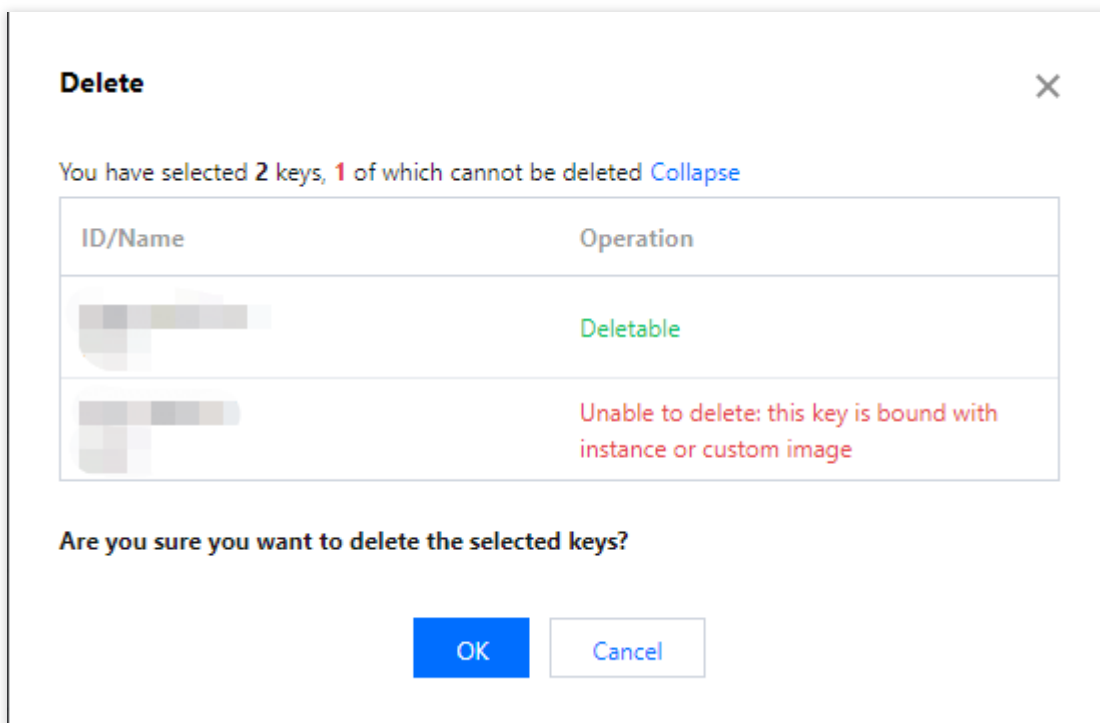 Delete
You have selected 2 keys, 1 of which cannot be deleted Collapse
ID/Name Operation
Deletable
Unable to delete: this key is bound with
instance or custom image
Are you sure you want to delete the selected keys?
OK Cancel